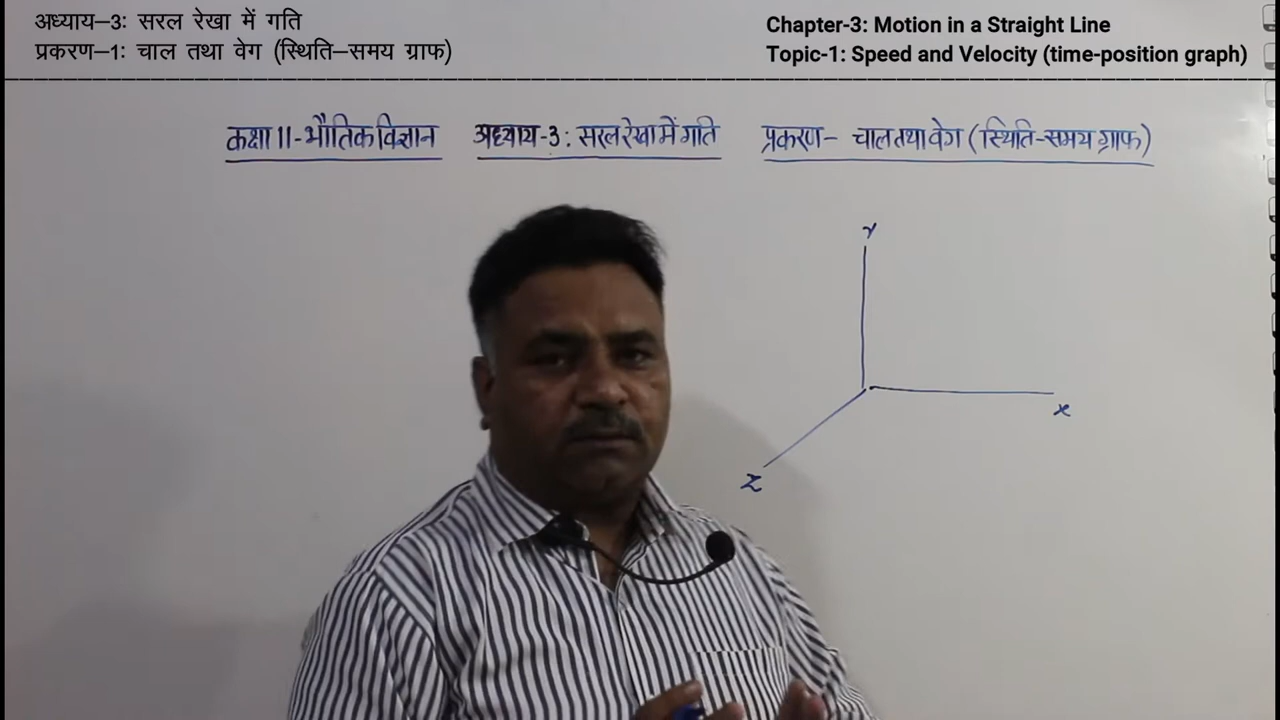 अध्याय–3: सरल रेखा में गति
प्रकरण–1: चाल तथा वेग (स्थिति–समय ग्राफ)
Chapter-3: Motion in a Straight Line
Topic-1: Speed and Velocity (time-position graph)
कक्षा 11-भौतिक विज्ञान अध्याय-3: सरल रेखा में गति प्रकरण- चाल तथा वेग (स्थिति-समय ग्राफ)
Y
x
Z